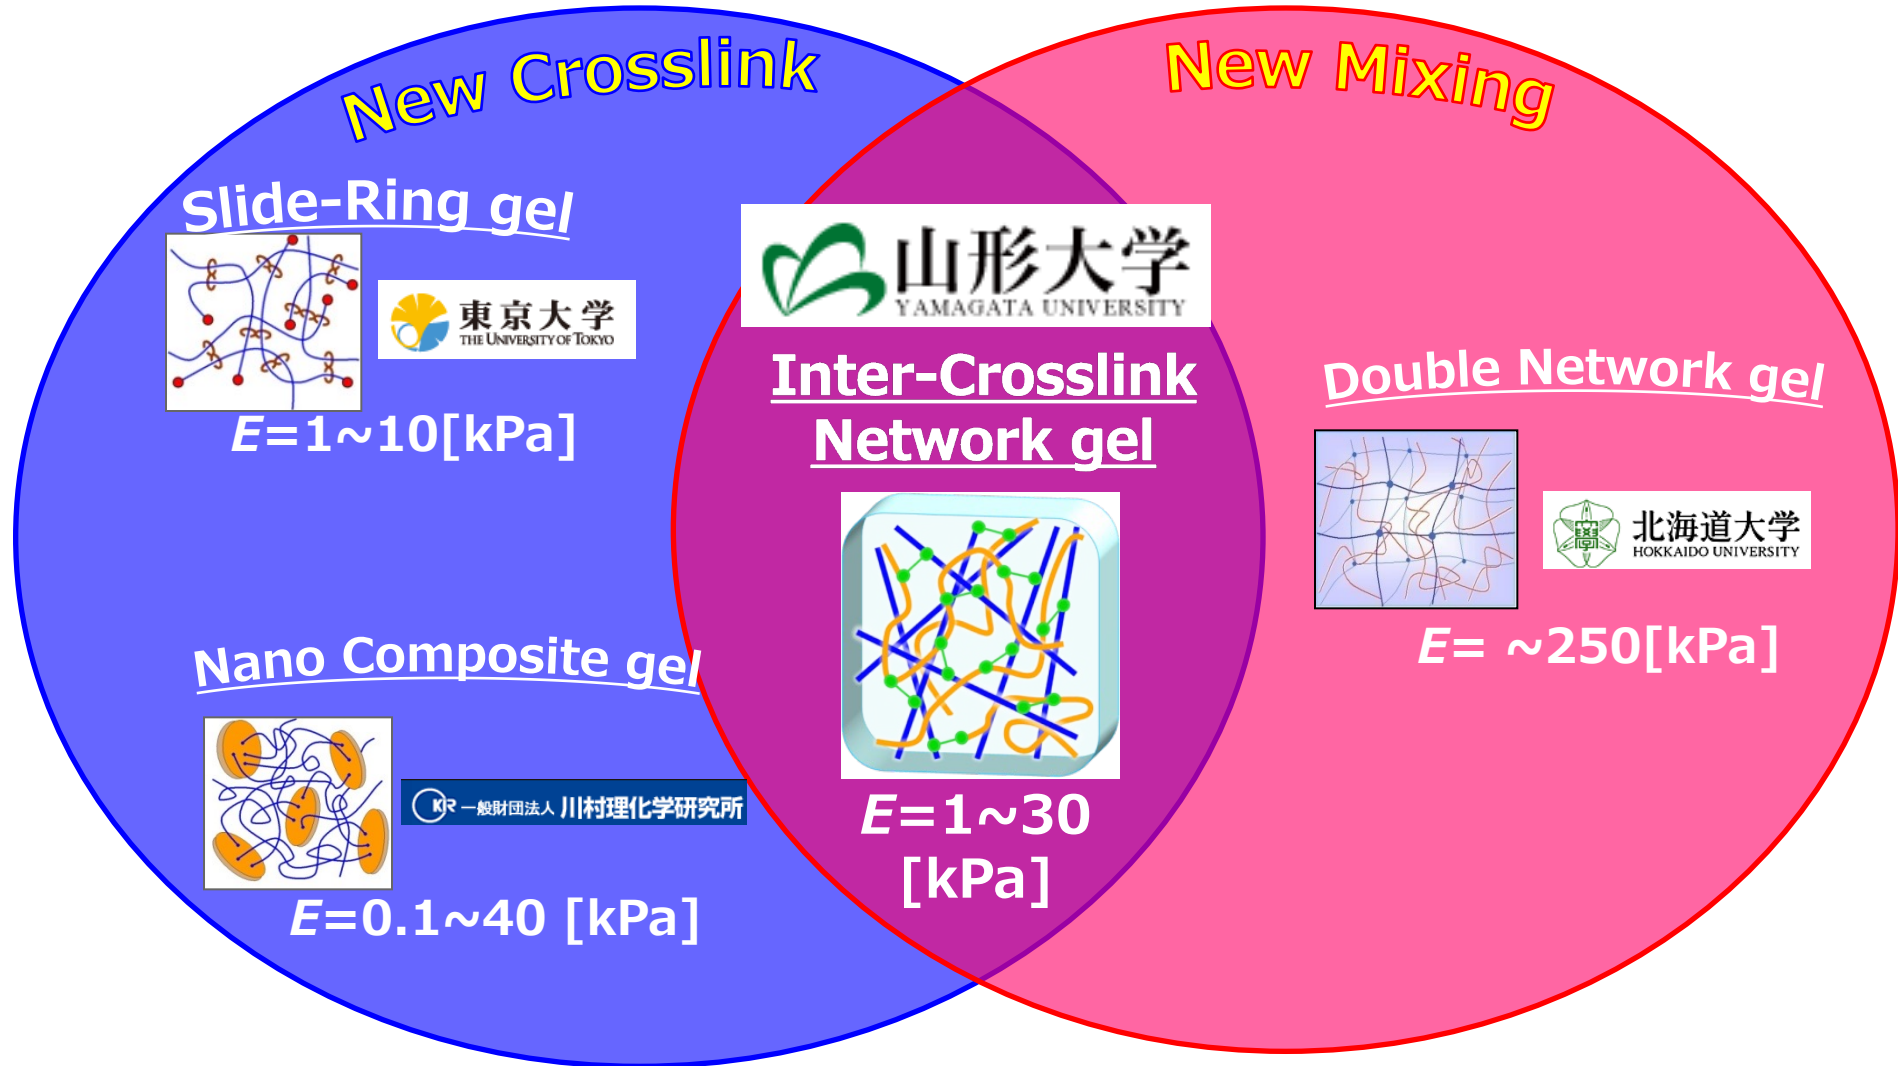 New Crosslink
New Mixing
Slide-Ring gel
東京大学
THE UNIVERSITY OF TOKYO
E=1~10[kPa]
山形大学
YAMAGATA UNIVERSITY
Inter-Crosslink
Network gel
E=1~30
[kPa]
Double Network gel
北海道大学
HOKKAIDO UNIVERSITY
E= ~250[kPa]
Nano Composite gel
KR 一般財団法人 川村理化学研究所
E=0.1~40 [kPa]